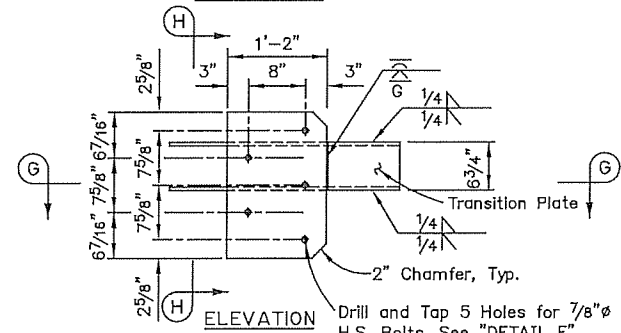 H
1'-2"
3" 8" 3"
2 5/8"
G
1/4
1/4
6 7/16"
7 5/8"
6 7/16"
7 5/8"
7 5/8"
6 3/4"
G
G
Transition Plate
1/4
1/4
2" Chamfer, Typ.
2 5/8"
H
ELEVATION
Drill and Tap 5 Holes for 7/8"ø
H.S. Bolts, See "DETAIL F"